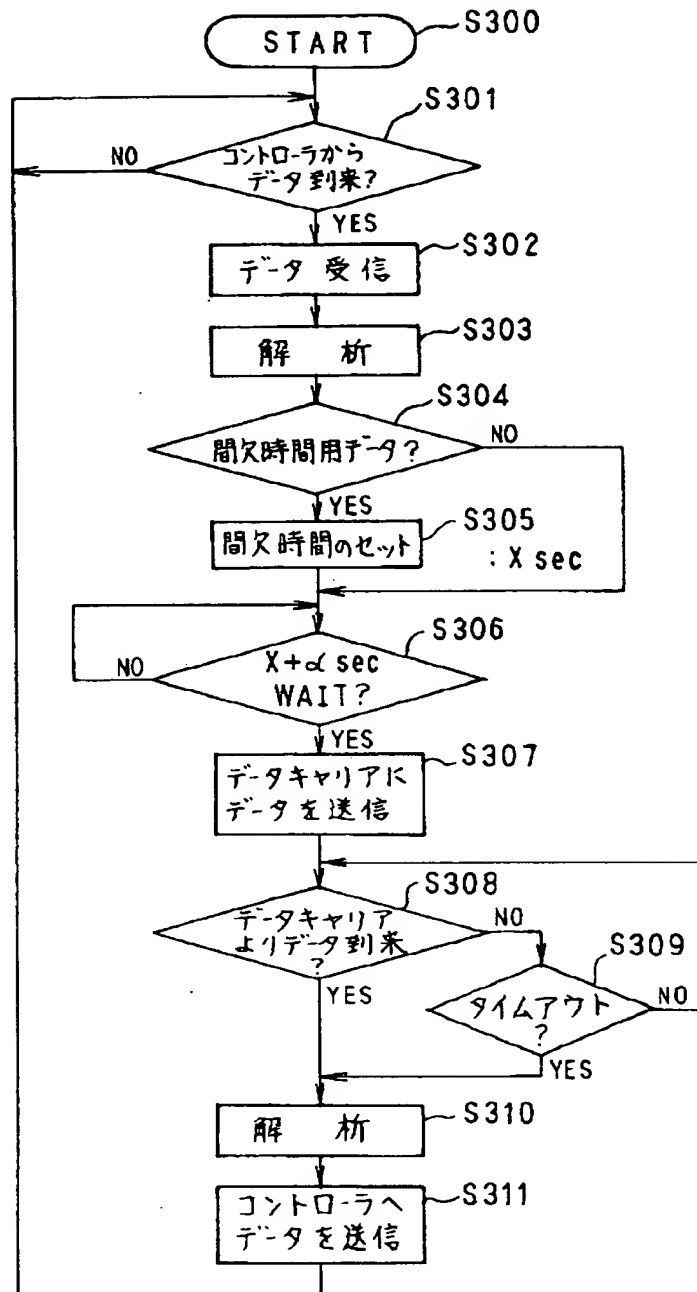 START
S300
S301
NO
コントローラから
データ到来?
YES
S302
データ 受信
S303
解 析
S304
間欠時間用データ?
NO
YES
S305
間欠時間のセット
: X sec
S306
NO
X+α sec
WAIT?
YES
S307
データキャリアに
データを送信
S308
データキャリア
よりデータ到来
?
NO
S309
YES
タイムアウト
?
NO
YES
S310
解 析
S311
コントローラへ
データを送信